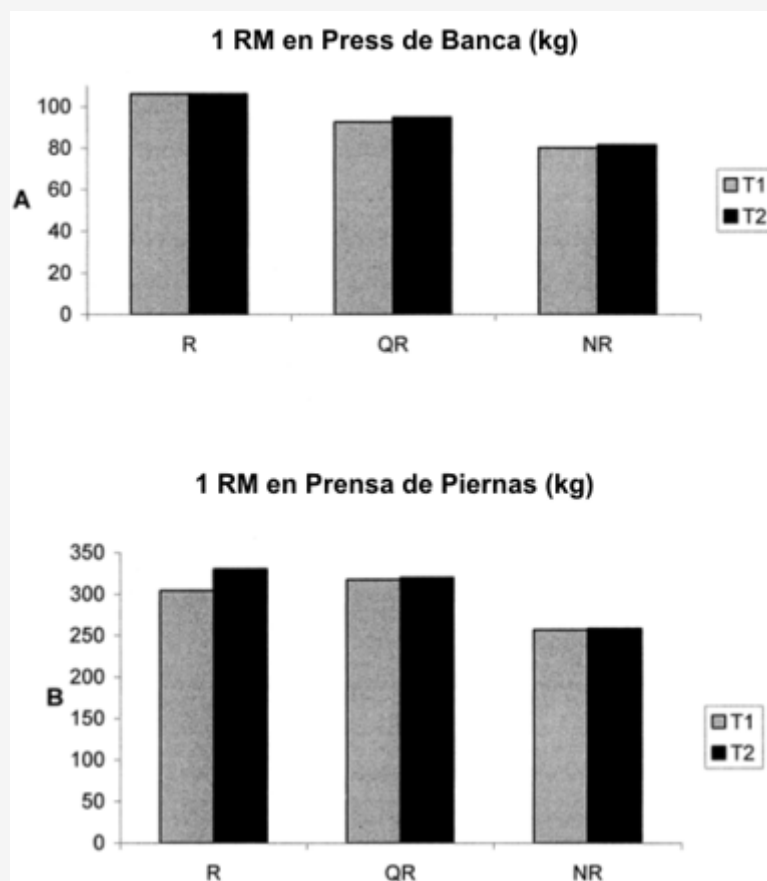 1 RM en Press de Banca (kg)
100
80
60
40
20
0
A
R QR NR
T1
T2
1 RM en Prensa de Piernas (kg)
350
300
250
200
150
100
50
0
B
R QR NR
T1
T2